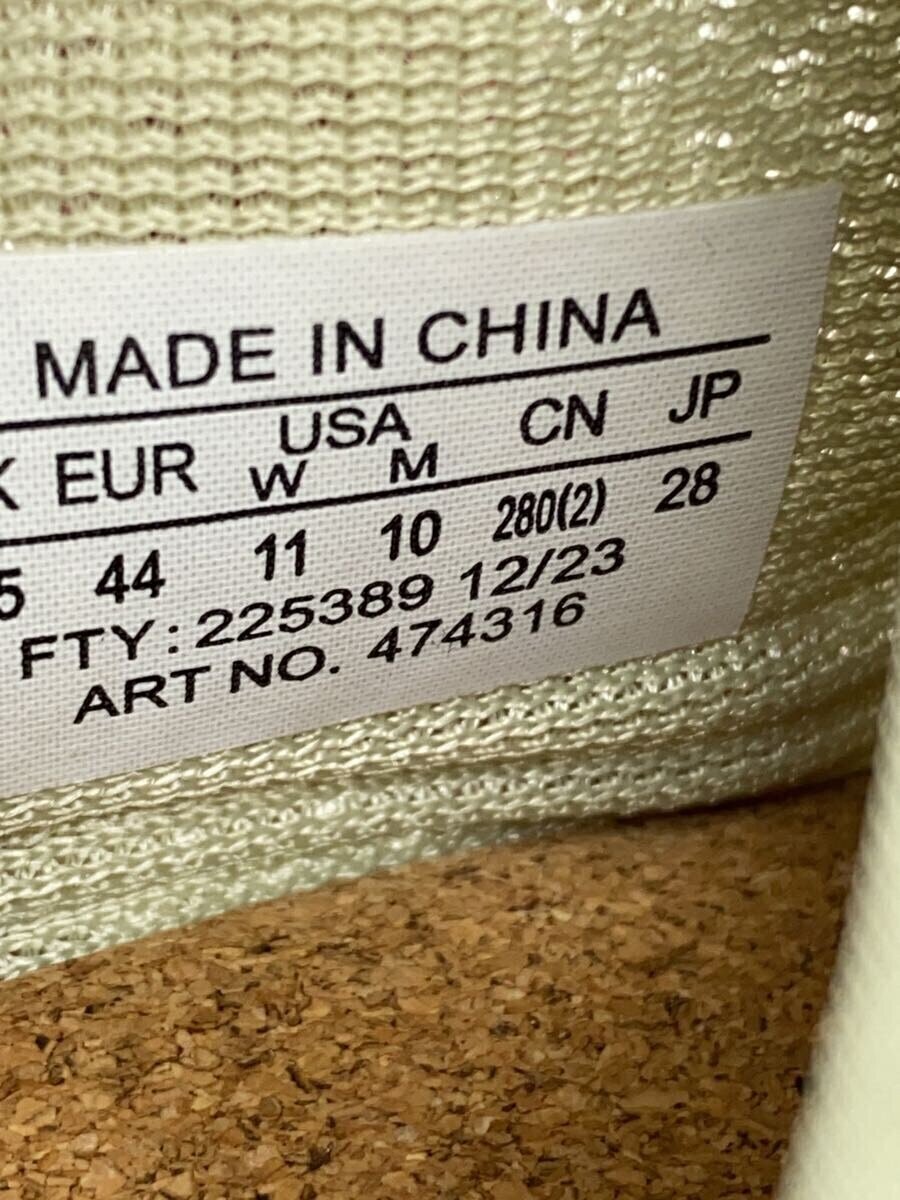 MADE IN CHINA
EUR USA CN JP
W M
44 11 10 280(2) 28
FTY: 225389 12/23
ART NO. 474316